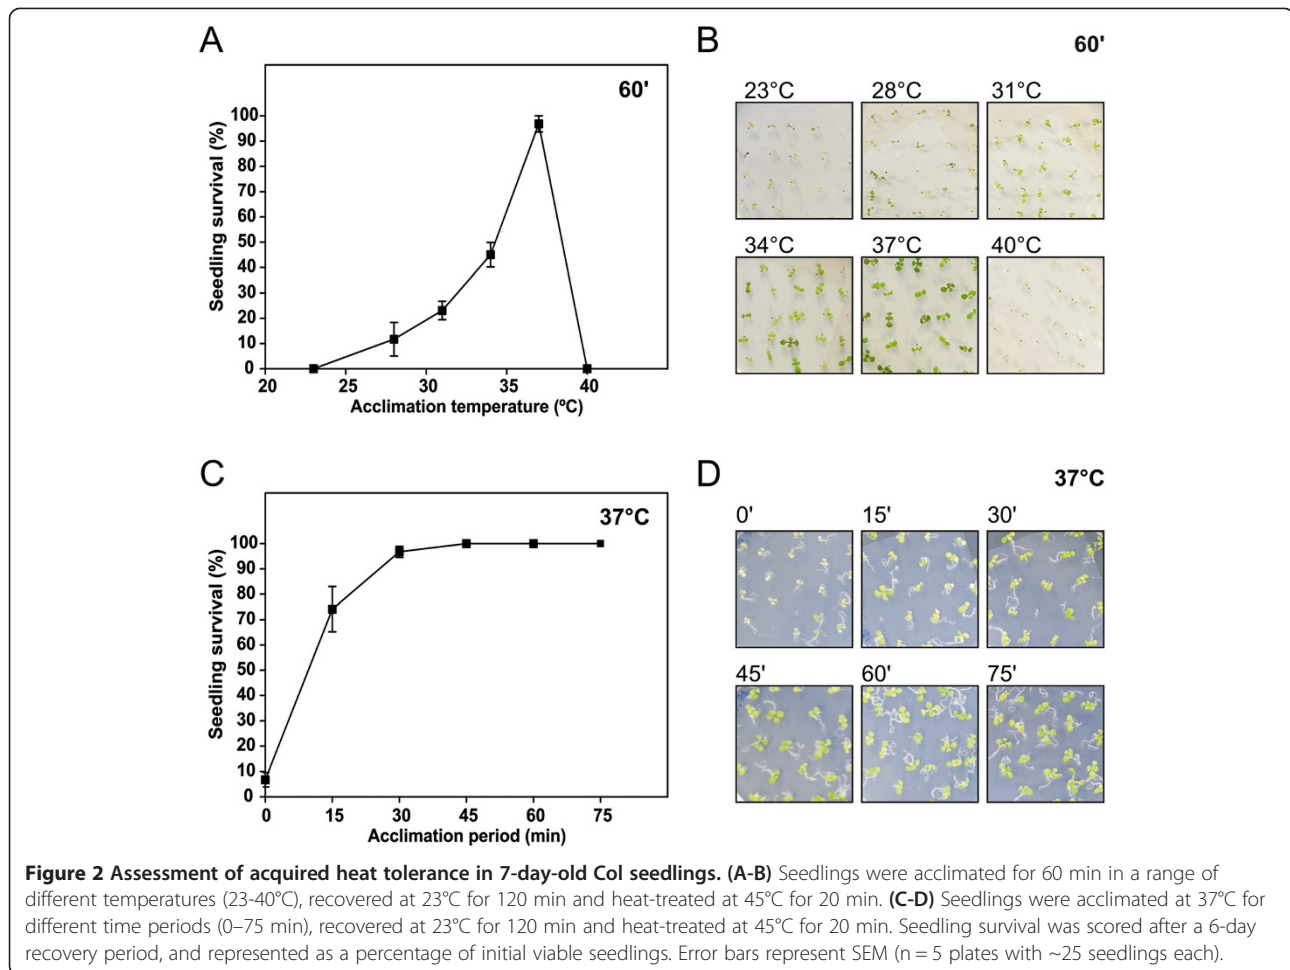 A
60'
Seedling survival (%)
100
90
80
70
60
50
40
30
20
10
0
20 25 30 35 40
Acclimation temperature (ºC)
B
60'
23°C 28°C 31°C
34°C 37°C 40°C
C
37°C
Seedling survival (%)
100
90
80
70
60
50
40
30
20
10
0
0 15 30 45 60 75
Acclimation period (min)
D
37°C
0' 15' 30'
45' 60' 75'
Figure 2 Assessment of acquired heat tolerance in 7-day-old Col seedlings. (A-B) Seedlings were acclimated for 60 min in a range of
different temperatures (23-40°C), recovered at 23°C for 120 min and heat-treated at 45°C for 20 min. (C-D) Seedlings were acclimated at 37°C for
different time periods (0–75 min), recovered at 23°C for 120 min and heat-treated at 45°C for 20 min. Seedling survival was scored after a 6-day
recovery period, and represented as a percentage of initial viable seedlings. Error bars represent SEM (n = 5 plates with ~25 seedlings each).